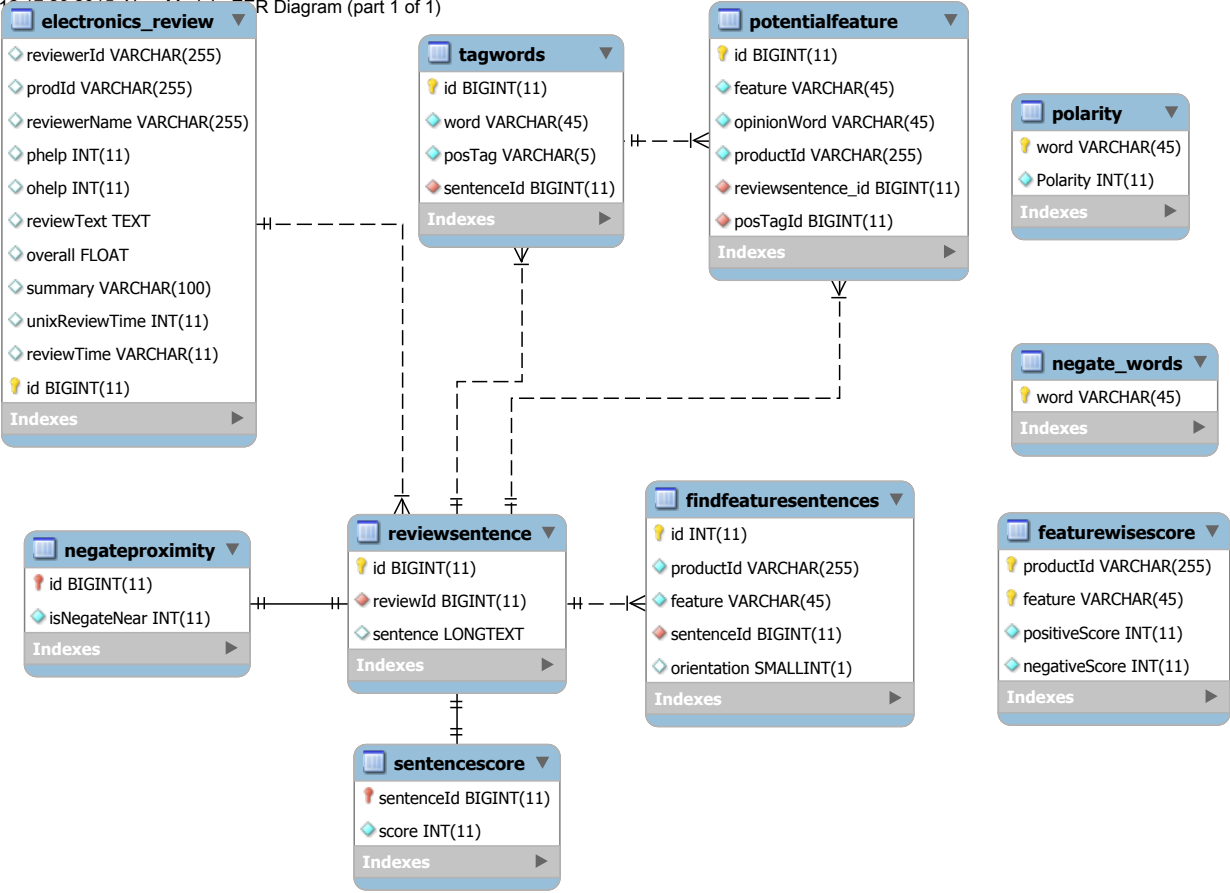 ER Diagram (part 1 of 1)
electronics_review
reviewerId VARCHAR(255)
prodId VARCHAR(255)
reviewerName VARCHAR(255)
phelp INT(11)
ohelp INT(11)
reviewText TEXT
overall FLOAT
summary VARCHAR(100)
unixReviewTime INT(11)
reviewTime VARCHAR(11)
id BIGINT(11)
Indexes
tagwords
id BIGINT(11)
word VARCHAR(45)
posTag VARCHAR(5)
sentenceId BIGINT(11)
Indexes
potentialfeature
id BIGINT(11)
feature VARCHAR(45)
opinionWord VARCHAR(45)
productId VARCHAR(255)
reviewsentence_id BIGINT(11)
posTagId BIGINT(11)
Indexes
polarity
word VARCHAR(45)
Polarity INT(11)
Indexes
negate_words
word VARCHAR(45)
Indexes
negateproximity
id BIGINT(11)
isNegateNear INT(11)
Indexes
reviewsentence
id BIGINT(11)
reviewId BIGINT(11)
sentence LONGTEXT
Indexes
findfeaturesentences
id INT(11)
productId VARCHAR(255)
feature VARCHAR(45)
sentenceId BIGINT(11)
orientation SMALLINT(1)
Indexes
featurewisescore
productId VARCHAR(255)
feature VARCHAR(45)
positiveScore INT(11)
negativeScore INT(11)
Indexes
sentencescore
sentenceId BIGINT(11)
score INT(11)
Indexes